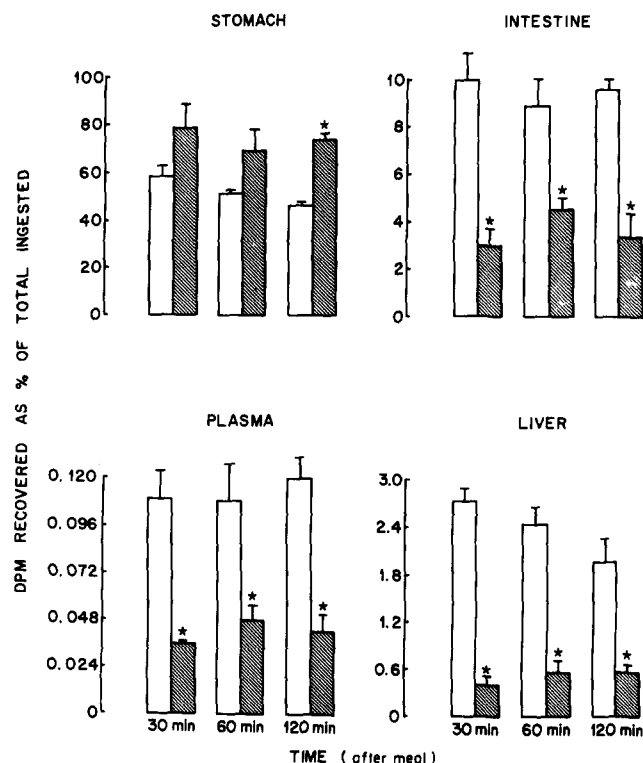 STOMACH
INTESTINE
DPM RECOVERED AS % OF TOTAL INGESTED
100
80
60
40
20
0
*
10
8
6
4
2
0
*
*
*
PLASMA
LIVER
0.120
0.096
0.072
0.048
0.024
0
*
*
*
30 min
60 min
120 min
3.0
2.4
1.8
1.2
0.6
0
*
*
*
30 min
60 min
120 min
TIME (after meal)